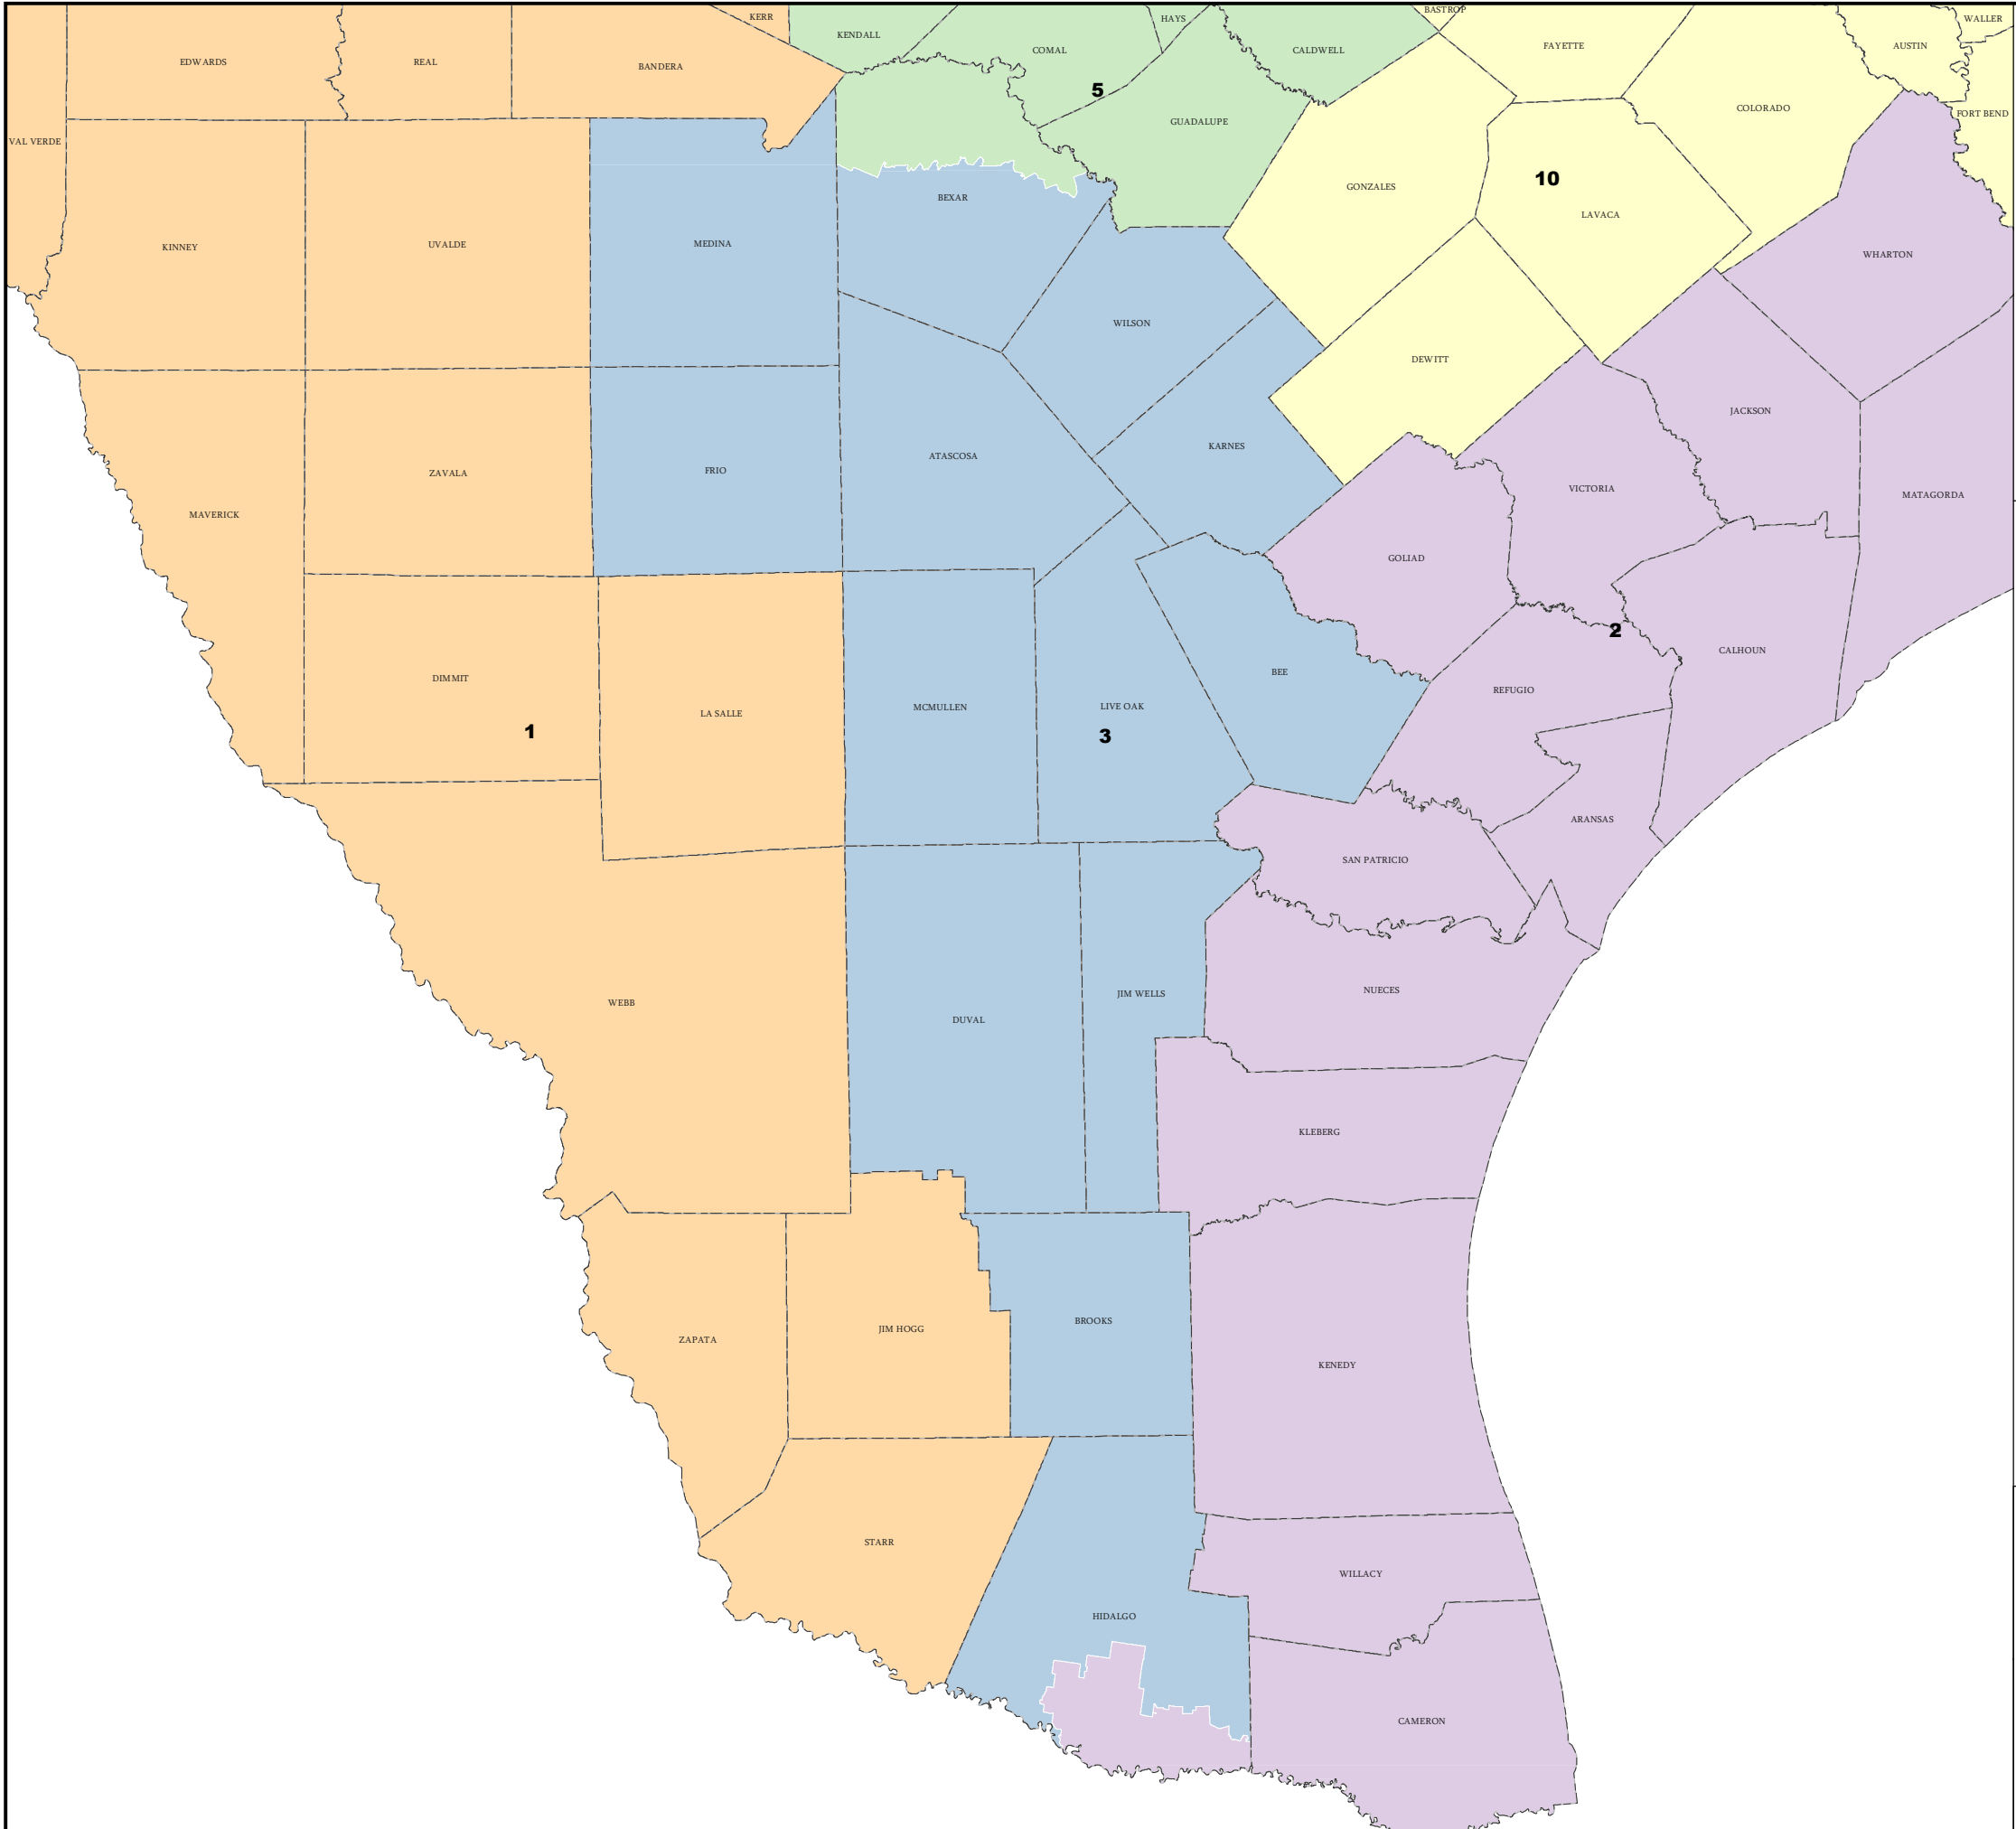 BASTROP
KERR
HAYS
WALLER
KENDALL
COMAL
CALDWELL
FAYETTE
AUSTIN
EDWARDS
REAL
BANDERA
5
COLORADO
FORT BEND
GUADALUPE
VAL VERDE
10
GONZALES
BEXAR
LAVACA
KINNEY
UVALDE
MEDINA
WHARTON
WILSON
DEWITT
JACKSON
KARNES
ATASCOSA
FRIO
ZAVALA
VICTORIA
MATAGORDA
MAVERICK
GOLIAD
2
CALHOUN
BEE
DIMMIT
REFUGIO
MCMULLEN
LIVE OAK
LA SALLE
1
3
ARANSAS
SAN PATRICIO
NUECES
JIM WELLS
WEBB
DUVAL
KLEBERG
BROOKS
JIM HOGG
ZAPATA
KENEDY
STARR
WILLACY
HIDALGO
CAMERON